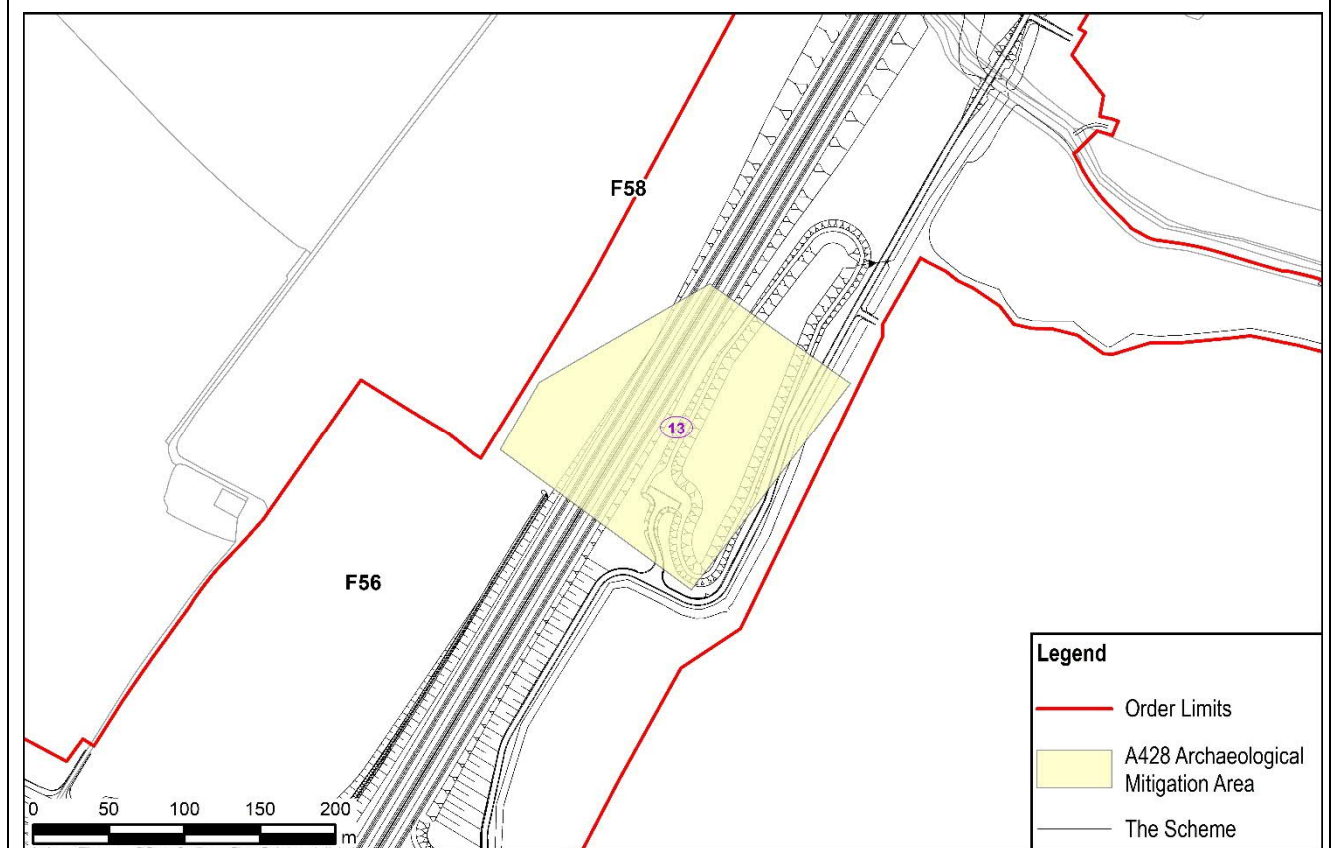 F58
13
F56
Legend
Order Limits
A428 Archaeological
Mitigation Area
The Scheme
0 50 100 150 200
m